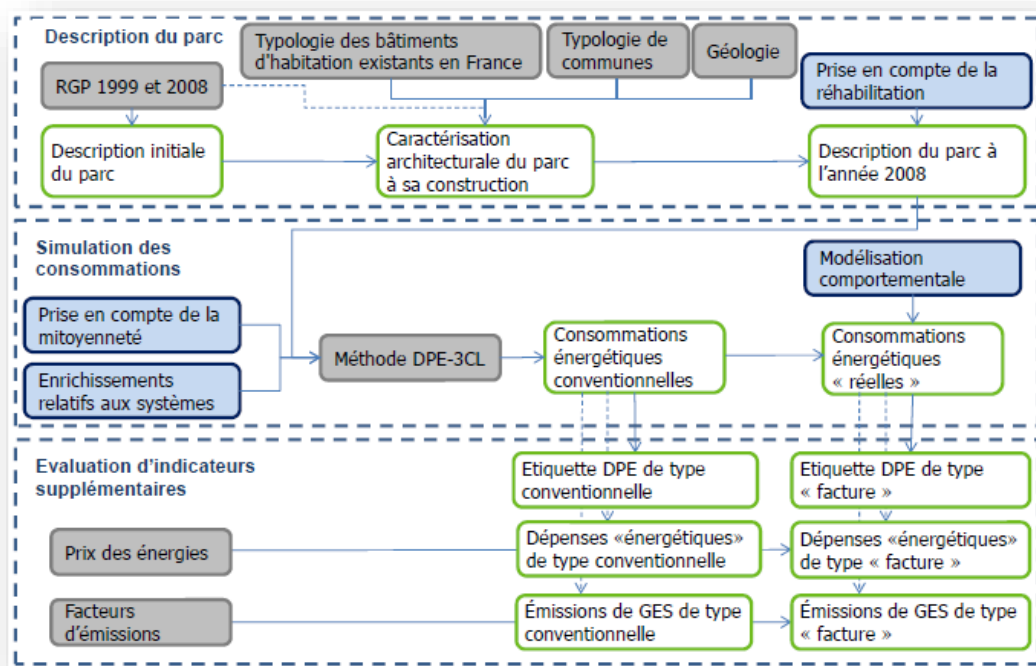 Description du parc
Typologie des bâtiments
d'habitation existants en France
Typologie de
communes
Géologie
RGP 1999 et 2008
Prise en compte de la
réhabilitation
Description initiale
du parc
Caractérisation
architecturale du parc
à sa construction
Description du parc à
l'année 2008
Simulation des
consommations
Modélisation
comportementale
Prise en compte de la
mitoyenneté
Méthode DPE-3CL
Consommations
énergétiques
conventionnelles
Consommations
énergétiques
« réelles »
Enrichissements
relatifs aux systèmes
Evaluation d'indicateurs
supplémentaires
Etiquette DPE de type
conventionnelle
Etiquette DPE de type
« facture »
Prix des énergies
Dépenses «énergétiques»
de type conventionnelle
Dépenses «énergétiques»
de type « facture »
Facteurs
d'émissions
Émissions de GES de type
conventionnelle
Émissions de GES de type
« facture »